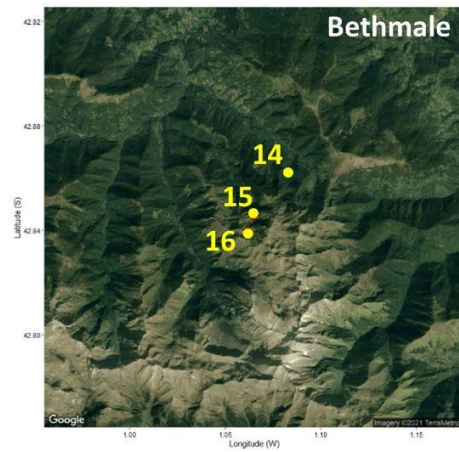 Bethmale
42.92
42.88
42.84
42.80
Latitude (S)
14
15
16
Google
Imagery ©2021 TerraMetrics
1.00
1.05
1.10
1.15
Longitude (W)